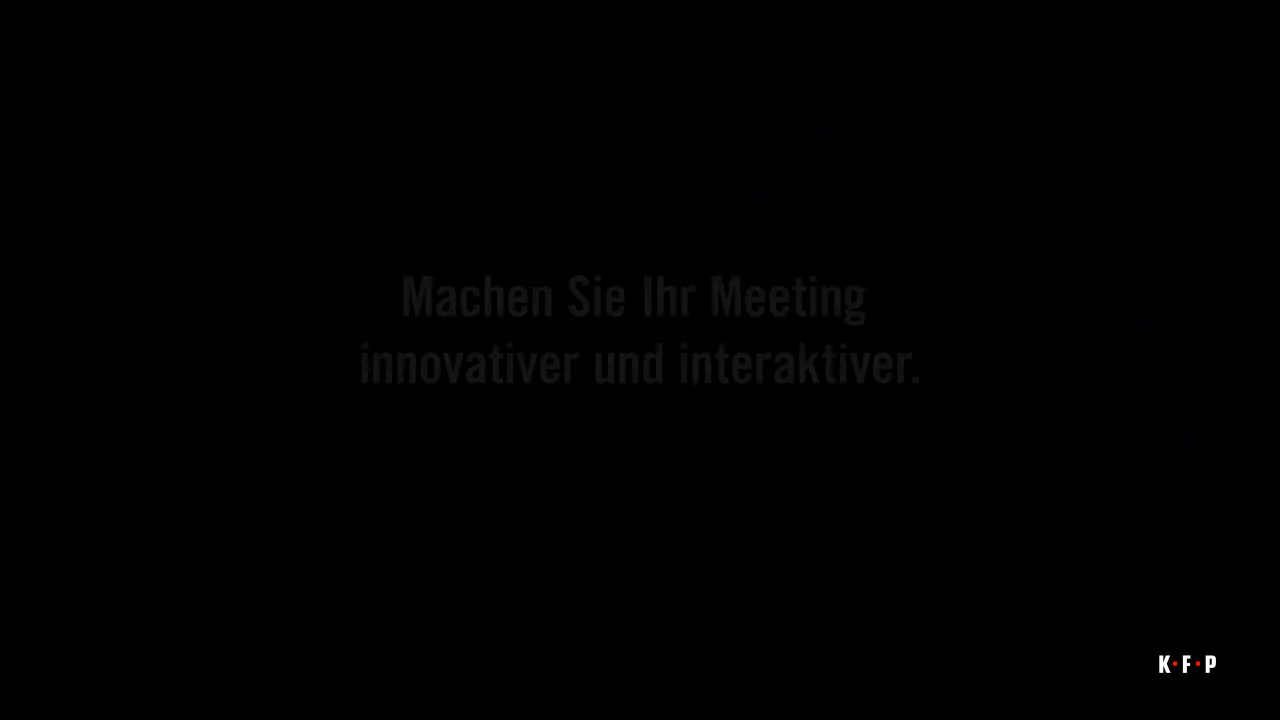 Machen Sie Ihr Meeting
innovativer und interaktiver.
K·F·P